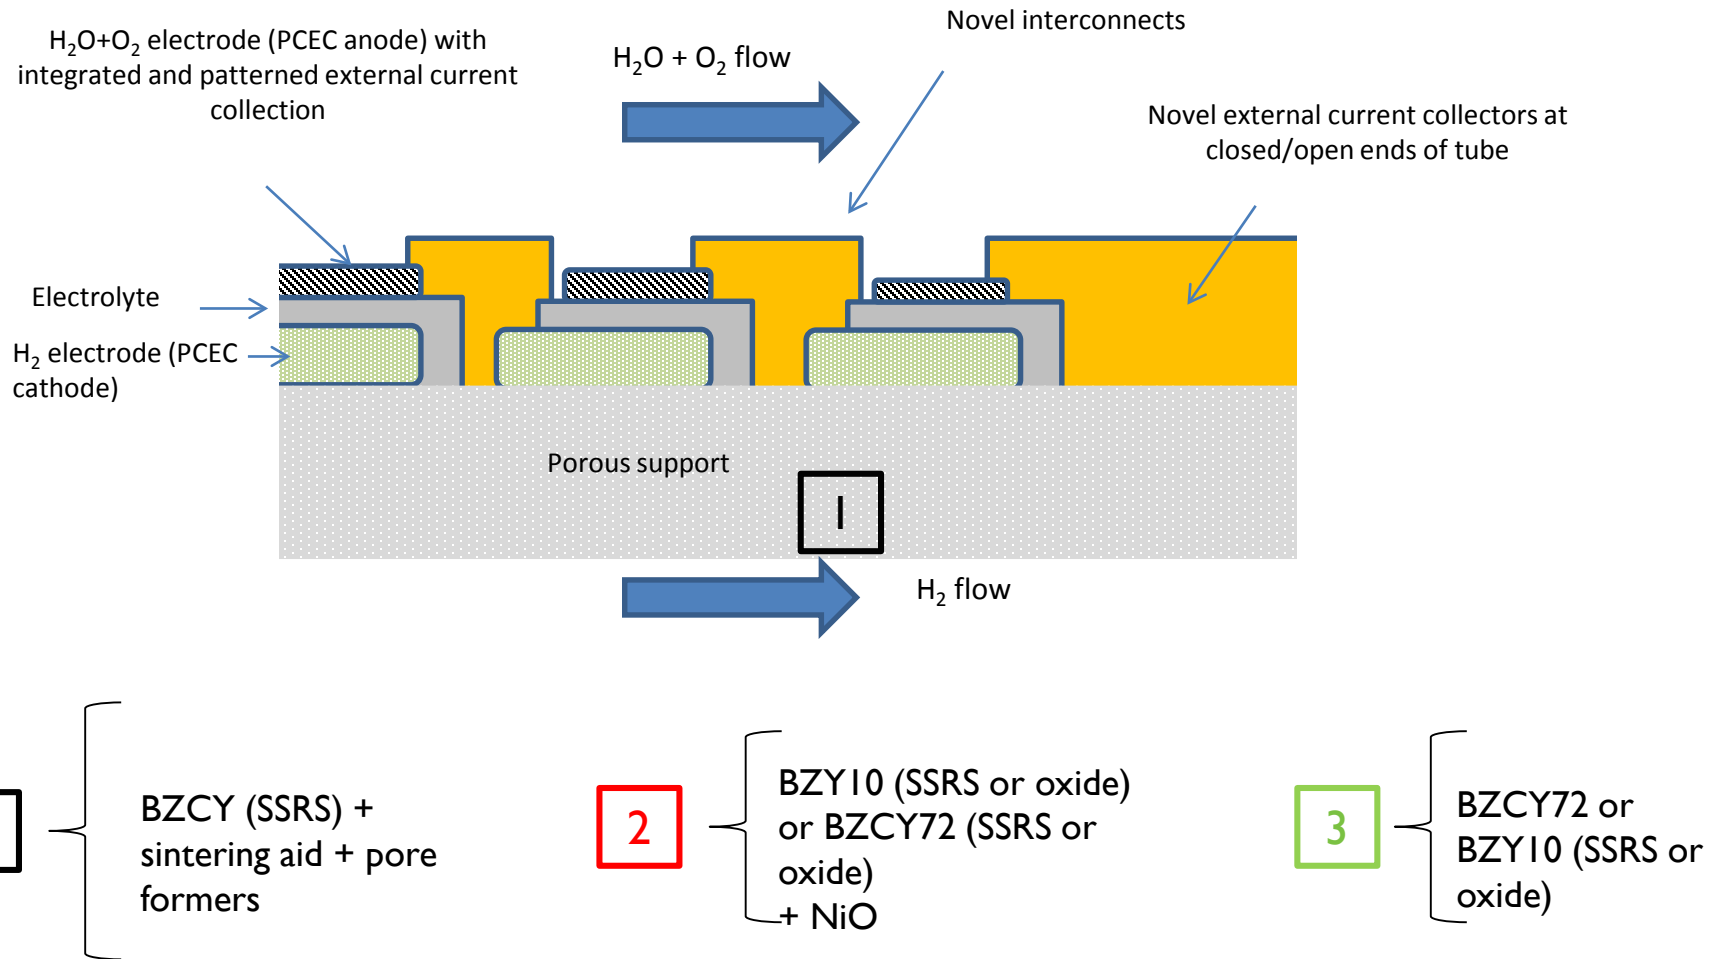 Novel interconnects
H₂O+O₂ electrode (PCEC anode) with
integrated and patterned external current
collection
H₂O + O₂ flow
Novel external current collectors at
closed/open ends of tube
Electrolyte
H₂ electrode (PCEC
cathode)
Porous support
1
H₂ flow
BZCY (SSRS) +
sintering aid + pore
formers
2
BZY10 (SSRS or oxide)
or BZCY72 (SSRS or
oxide)
+ NiO
3
BZCY72 or
BZY10 (SSRS or
oxide)